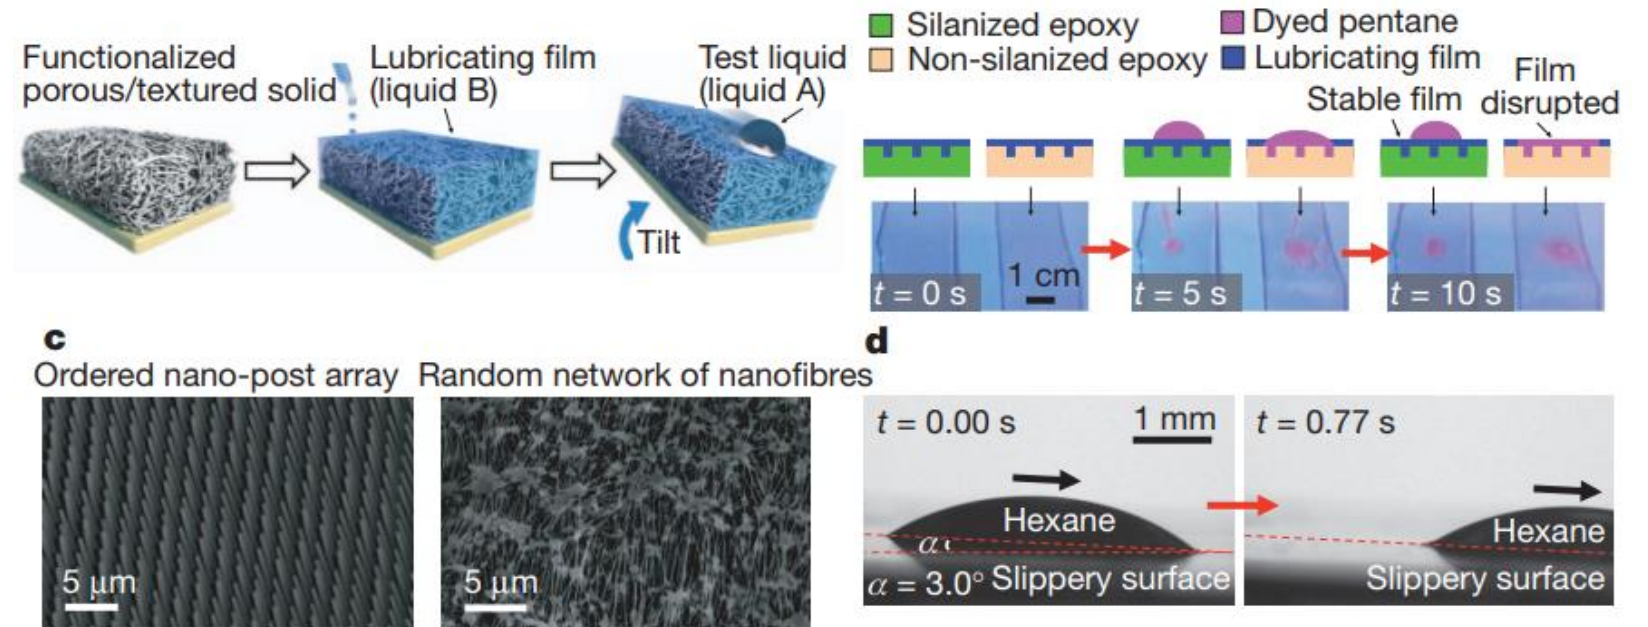 Functionalized
porous/textured solid
Lubricating film
(liquid B)
Test liquid
(liquid A)
Tilt
Silanized epoxy
Dyed pentane
Non-silanized epoxy
Lubricating film
Stable film
Film
disrupted
1 cm
t = 0 s
t = 5 s
t = 10 s
c
Ordered nano-post array
Random network of nanofibres
5 μm
5 μm
d
t = 0.00 s
1 mm
t = 0.77 s
Hexane
Hexane
α
α = 3.0° Slippery surface
Slippery surface